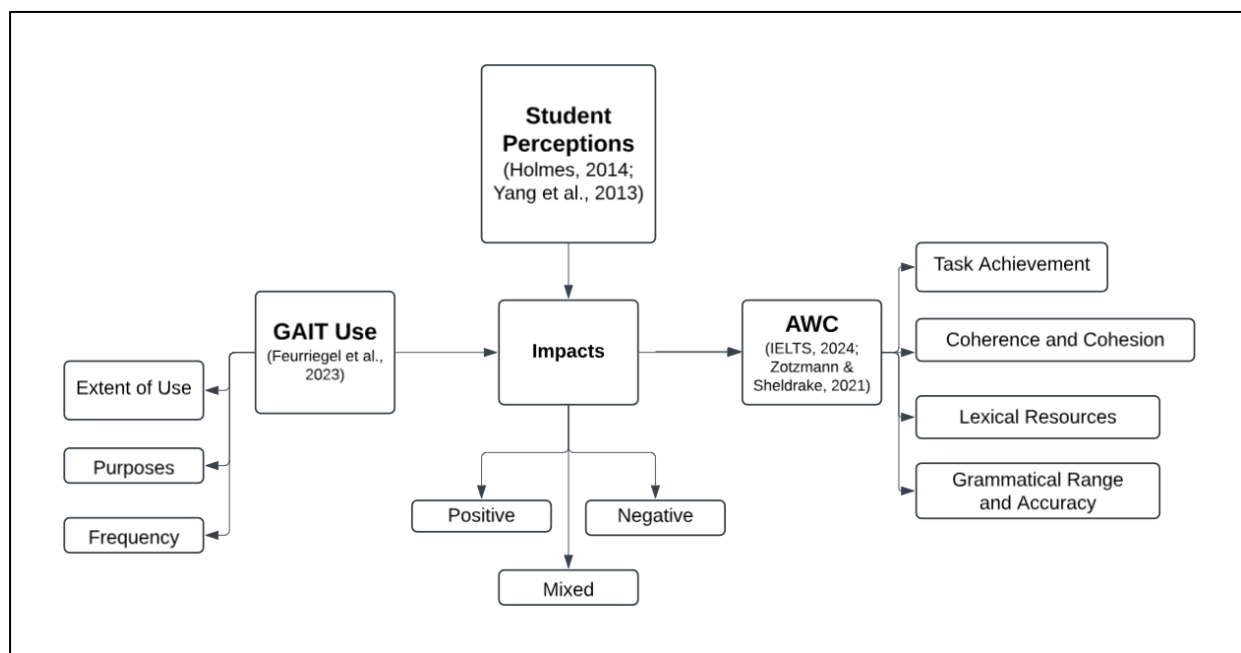 Student
Perceptions
(Holmes, 2014;
Yang et al., 2013)
GAIT Use
(Feurriegel et al.,
2023)
Extent of Use
Purposes
Frequency
Impacts
Positive
Negative
Mixed
AWC
(IELTS, 2024;
Zotzmann &
Sheldrake, 2021)
Task Achievement
Coherence and Cohesion
Lexical Resources
Grammatical Range
and Accuracy